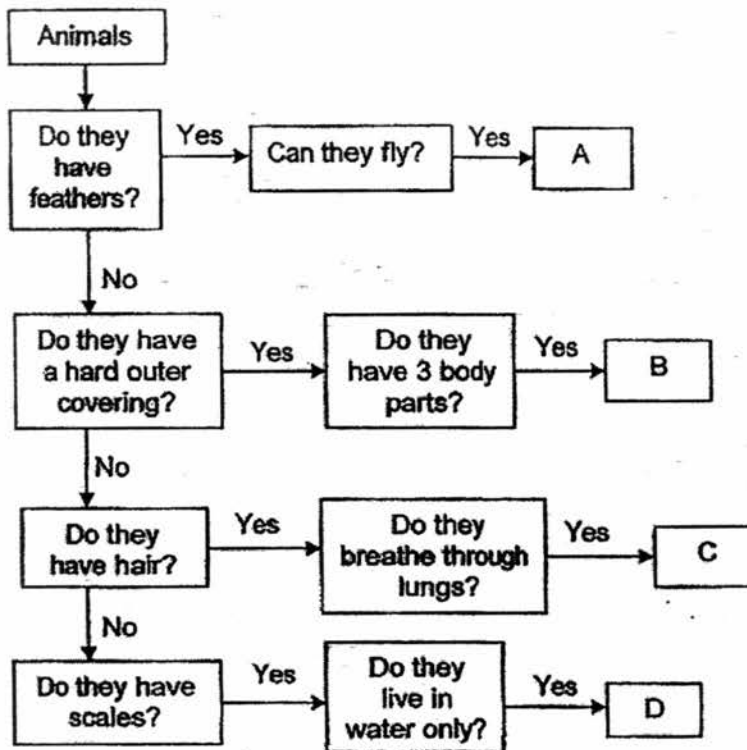 Animals
Do they
have
feathers?
Yes
Can they fly?
Yes
A
No
Do they have
a hard outer
covering?
Yes
Do they
have 3 body
parts?
Yes
B
No
Do they
have hair?
Yes
Do they
breathe through
lungs?
Yes
C
No
Do they have
scales?
Yes
Do they
live in
water only?
Yes
D